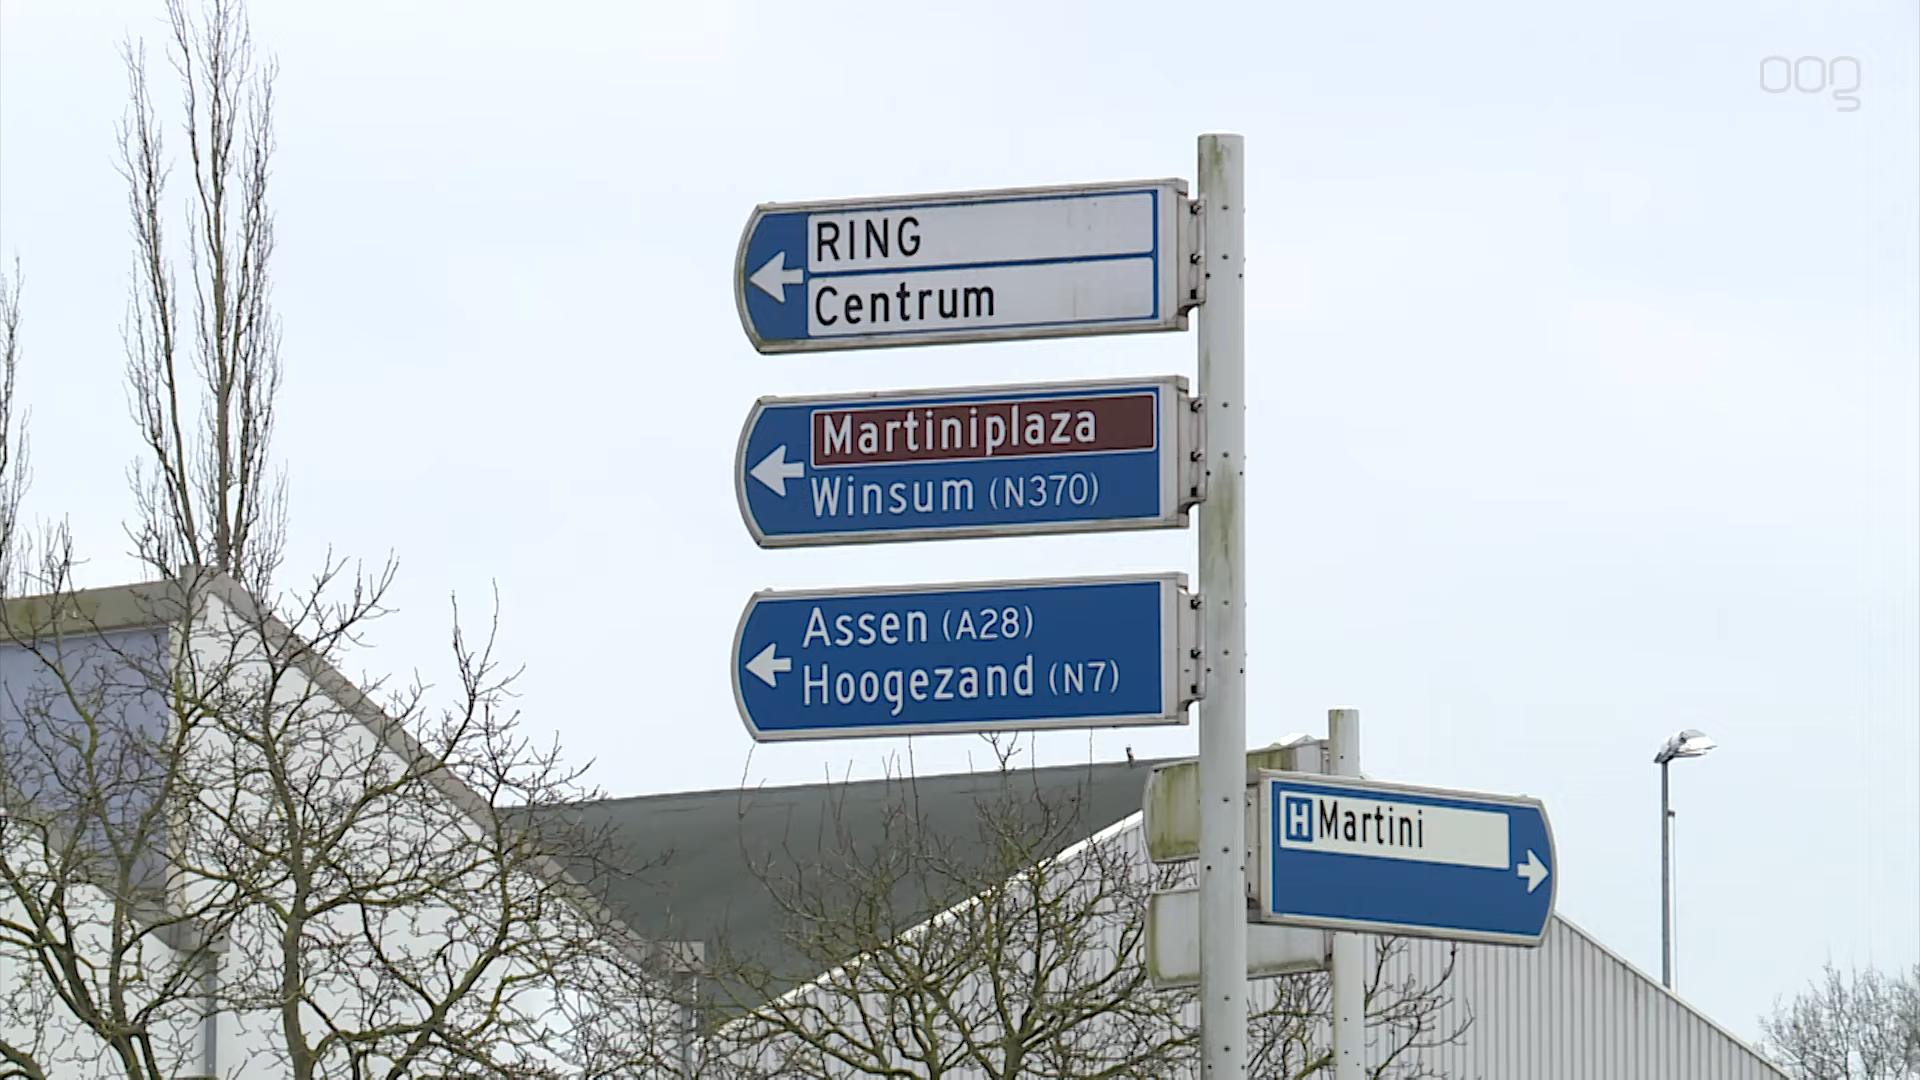 oog
RING
Centrum
Martiniplaza
Winsum (N370)
Assen (A28)
Hoogezand (N7)
H Martini